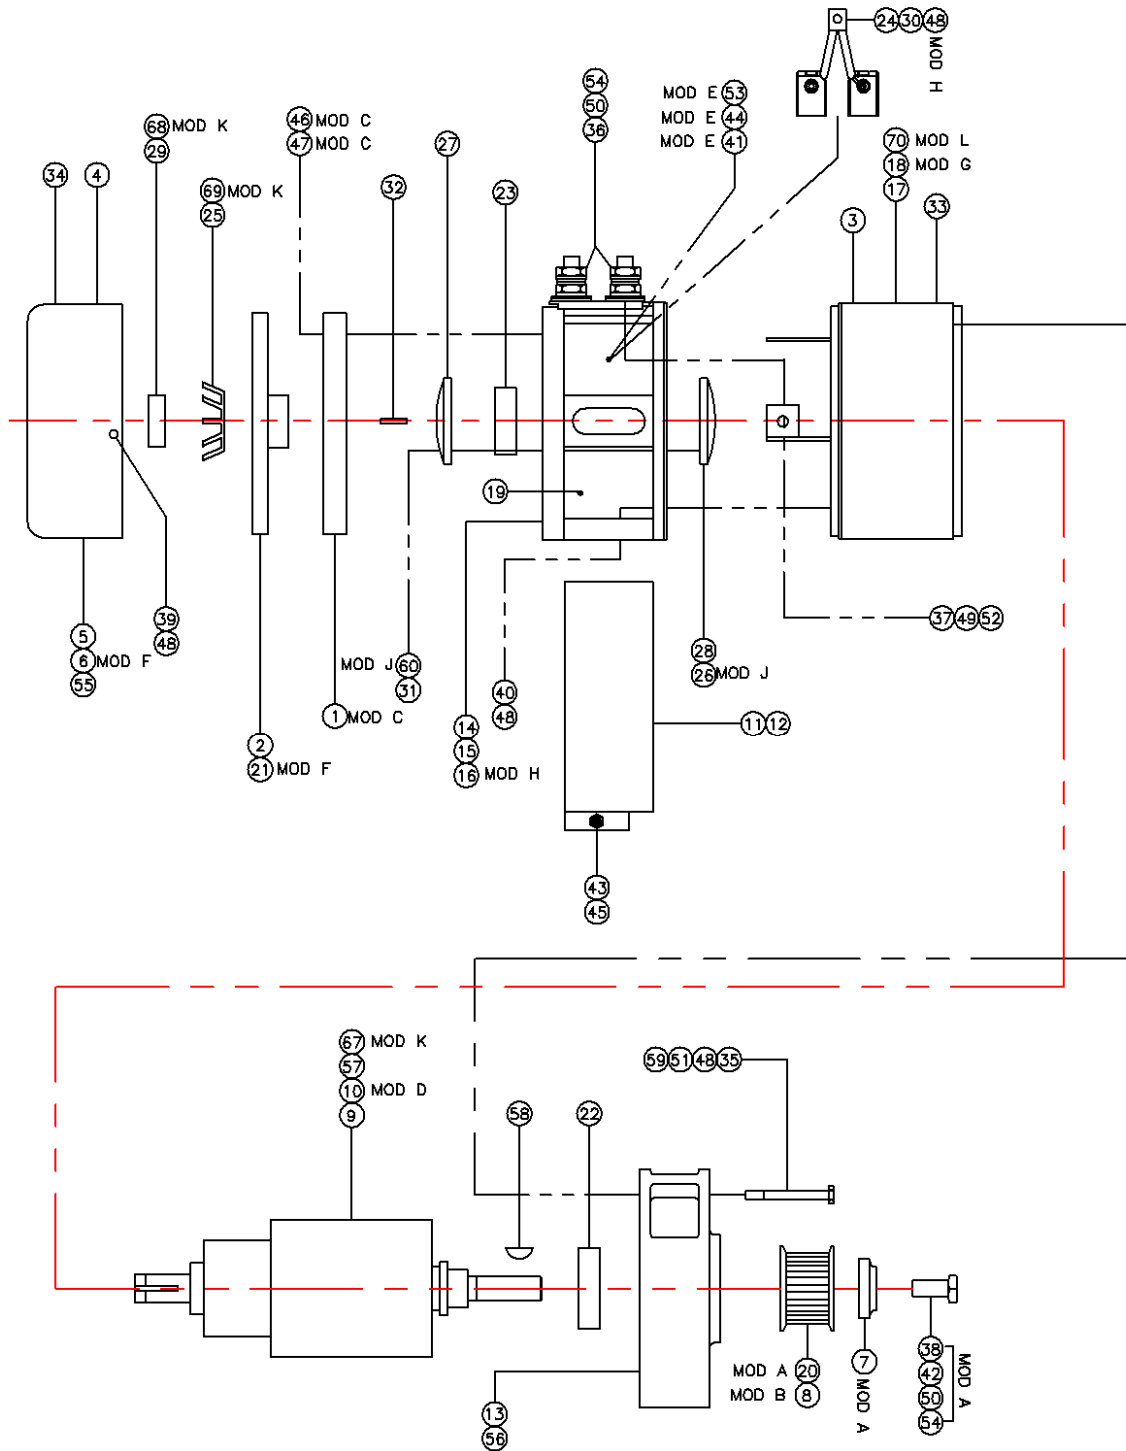 24 30 48
MOD H
54
50
36
MOD E 53
MOD E 44
MOD E 41
68 MOD K
29
46 MOD C
47 MOD C
27
70 MOD L
18 MOD G
17
34
4
69 MOD K
25
32
23
3
33
19
5
6 MOD F
55
39
48
MOD J 60
31
1 MOD C
2
21 MOD F
14
15
16 MOD H
40
48
28
26 MOD J
37 49 52
11 12
43
45
67 MOD K
57
10 MOD D
9
58
22
59 51 48 35
MOD A 20
MOD B 8
7
MOD A
38
42
50
54
MOD A
13
56